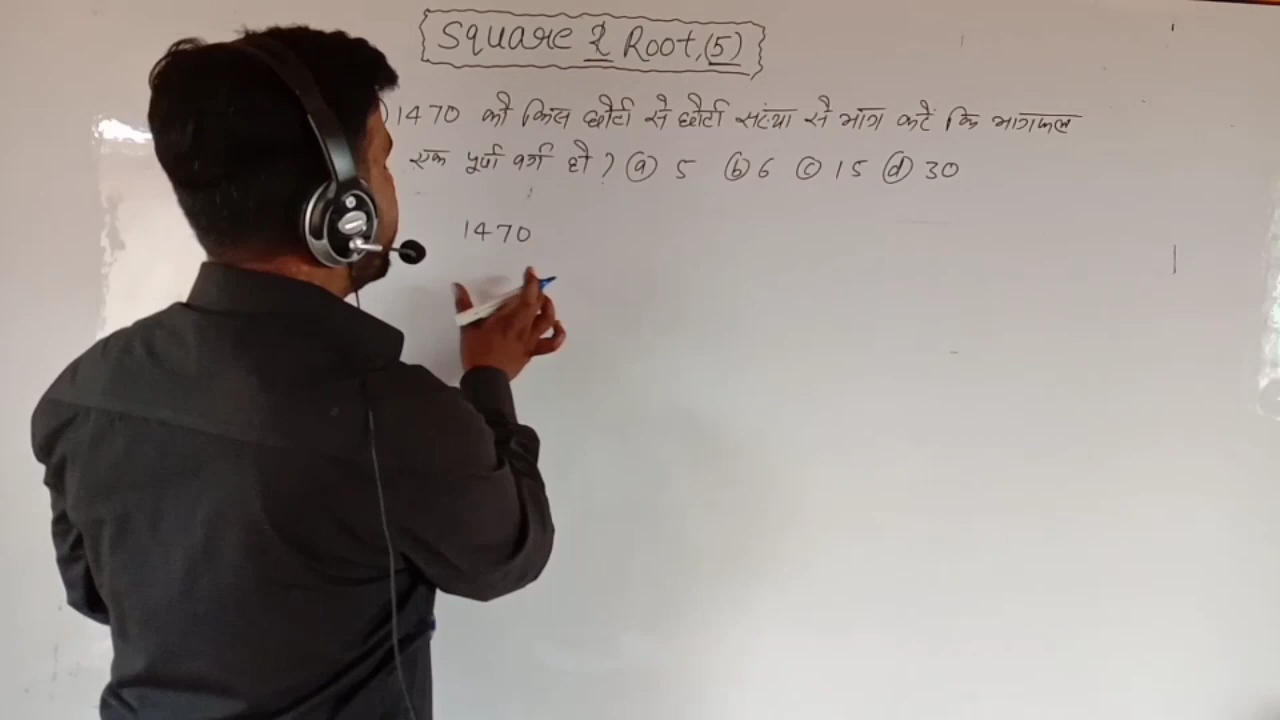 Square & Root, (5)
) 1470 को किस छोटी से छोटी संख्या से भाग करें कि भागफल
एक पूर्ण वर्ग हो ? (a) 5 (b) 6 (c) 15 (d) 30
1470